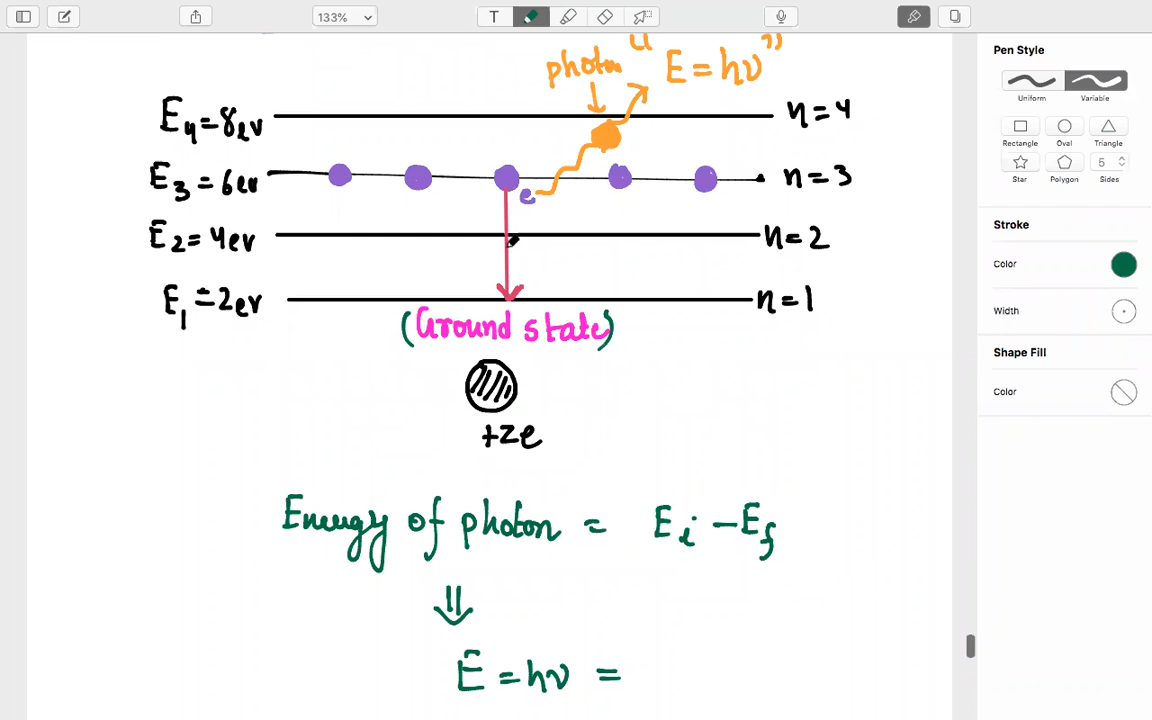 133%
T
Pen Style
Uniform
Variable
Rectangle
Oval
Triangle
Star
Polygon
5
Sides
Stroke
Color
Width
Shape Fill
Color
photon "E = hν"
E4 = 8ev
n = 4
E3 = 6ev
e
n = 3
E2 = 4ev
n = 2
E1 = 2ev
n = 1
(Ground state)
+ze
Energy of photon = Ei - Ef
⇓
E = hν =